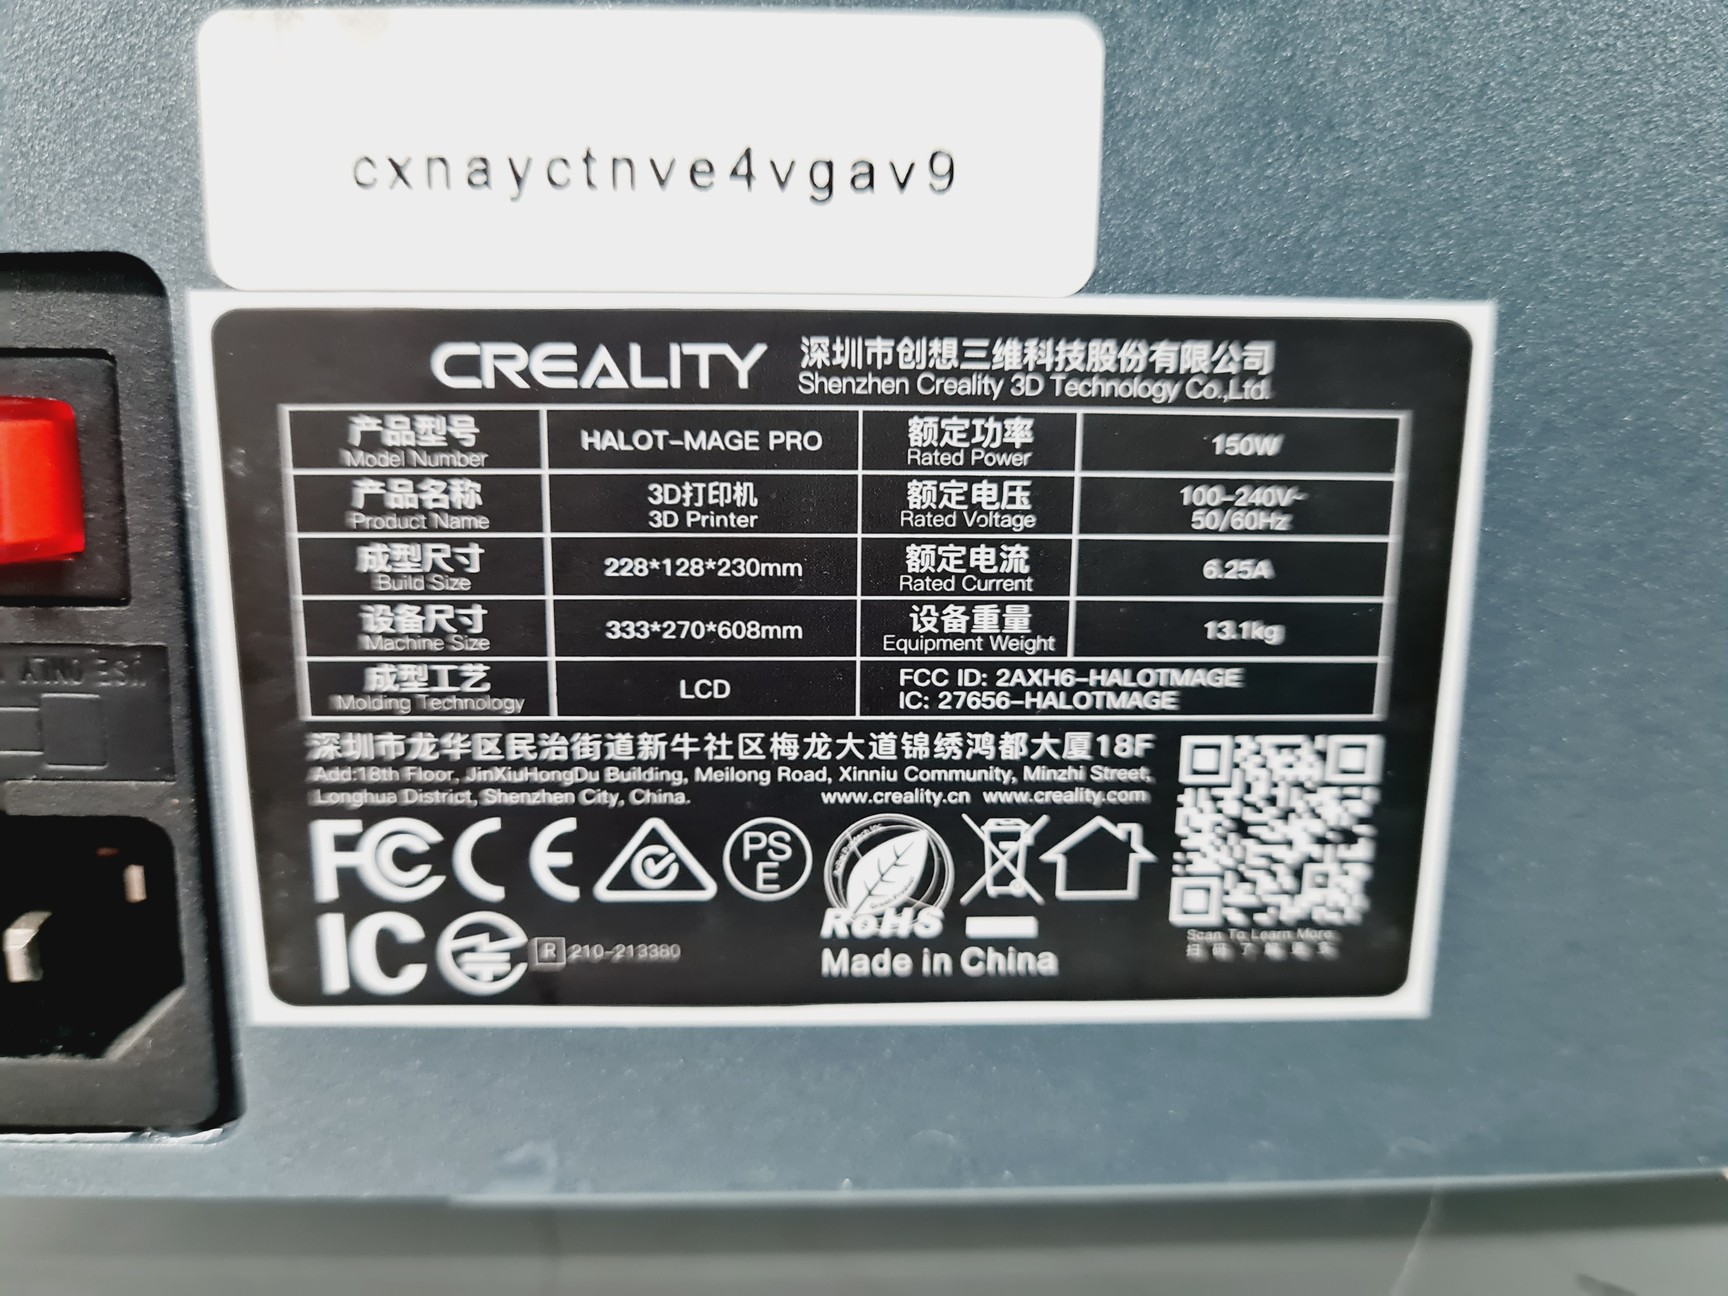 cxnayctnve4vgav9
CREALITY 深圳市创想三维科技股份有限公司
Shenzhen Creality 3D Technology Co.,Ltd.
产品型号 HALOT-MAGE PRO 额定功率 150W
Model Number Rated Power
产品名称 3D打印机 额定电压 100-240V~
Product Name 3D Printer Rated Voltage 50/60Hz
成型尺寸 228*128*230mm 额定电流 6.25A
Build Size Rated Current
设备尺寸 333*270*608mm 设备重量 13.1kg
Machine Size Equipment Weight
成型工艺 LCD FCC ID: 2AXH6-HALOTMAGE
Molding Technology IC: 27656-HALOTMAGE
深圳市龙华区民治街道新牛社区梅龙大道锦绣鸿都大厦18F
Add:18th Floor, JinXiuHongDu Building, Meilong Road, Xinniu Community, Minzhi Street,
Longhua District, Shenzhen City, China. www.creality.cn www.creality.com
FCC CE PS E
RoHS
IC R 210-213380 Made in China
Scan To Learn More
扫码了解更多